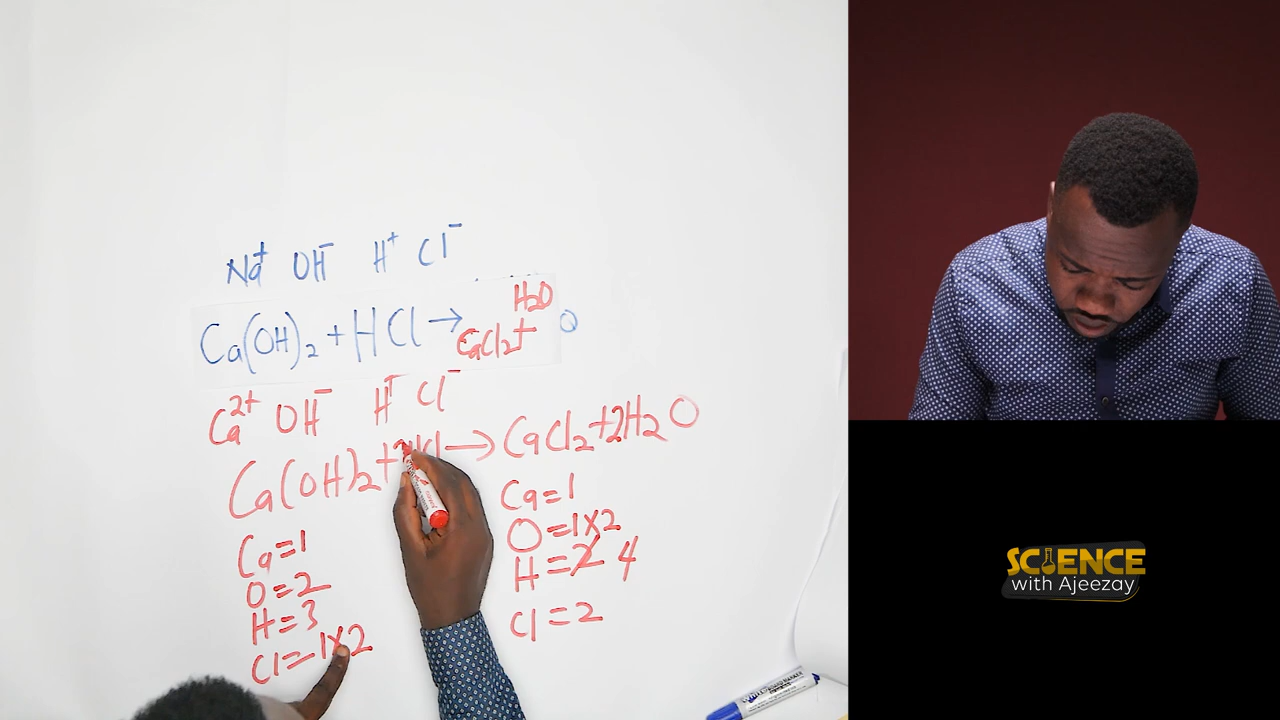 Na⁺ OH⁻ H⁺ Cl⁻
Ca(OH)₂ + HCl → CaCl₂ + H₂O
O
Ca²⁺ OH⁻ H⁺ Cl⁻
Ca(OH)₂ + 2HCl → CaCl₂ + 2H₂O
Ca = 1
O = 2
H = 3
Cl = 1 x 2
Ca = 1
O = 1 x 2
H = 2 4
Cl = 2
SCIENCE
with Ajeezay